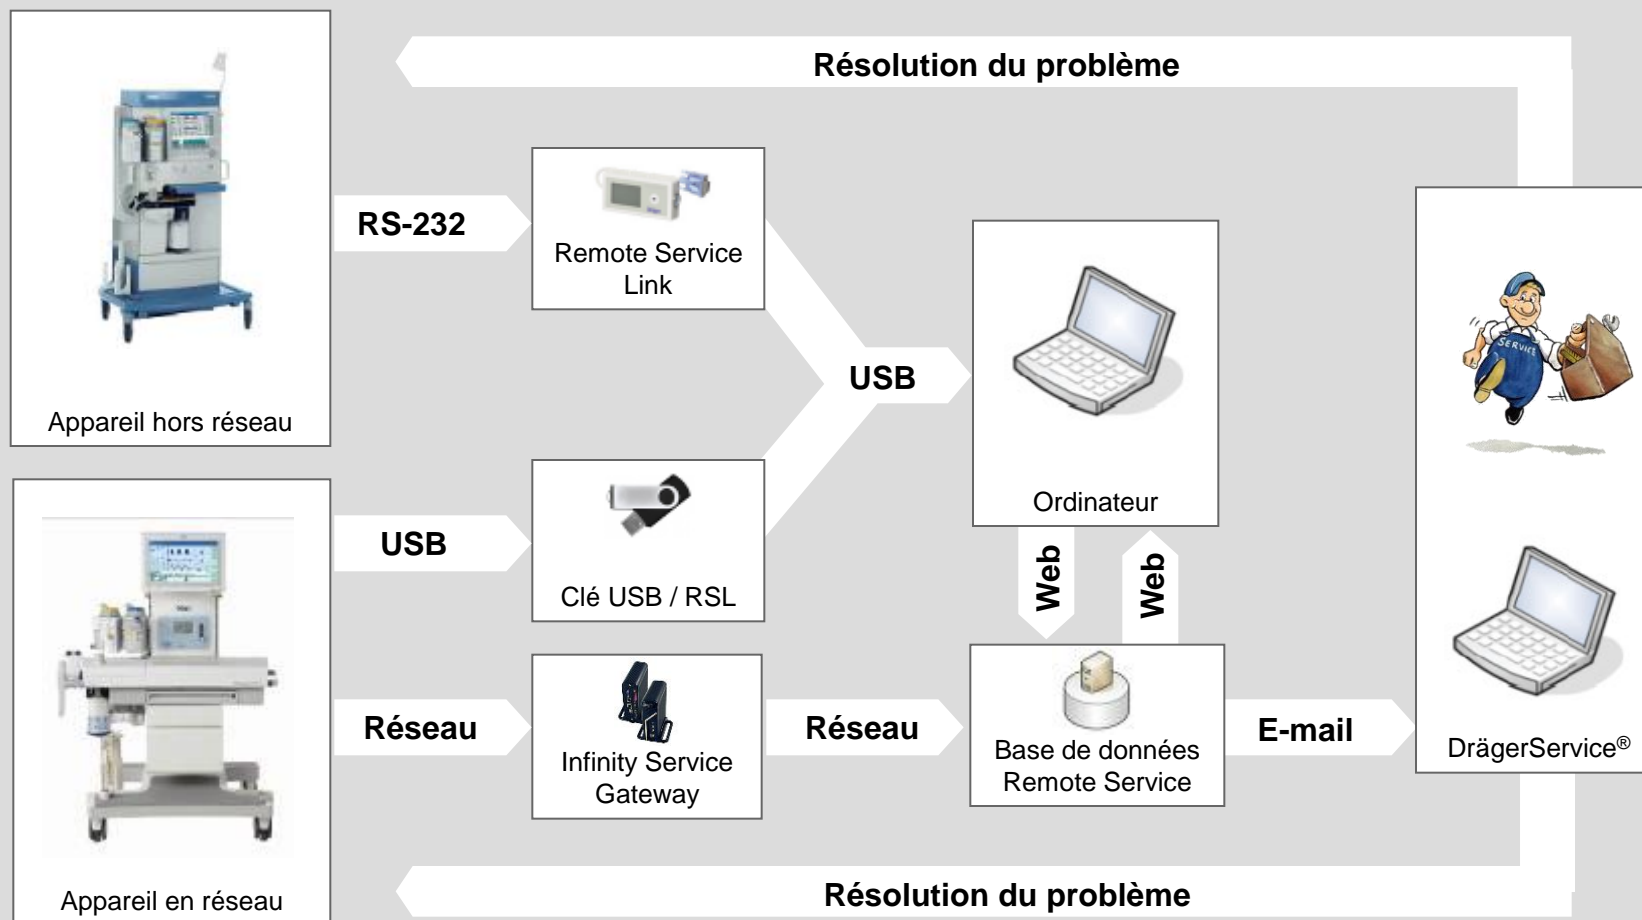 Résolution du problème
RS-232
Remote Service
Link
Appareil hors réseau
USB
Ordinateur
SERVICE
USB
Clé USB / RSL
Web
Web
Réseau
Infinity Service
Gateway
Réseau
Base de données
Remote Service
E-mail
DrägerService®
Appareil en réseau
Résolution du problème